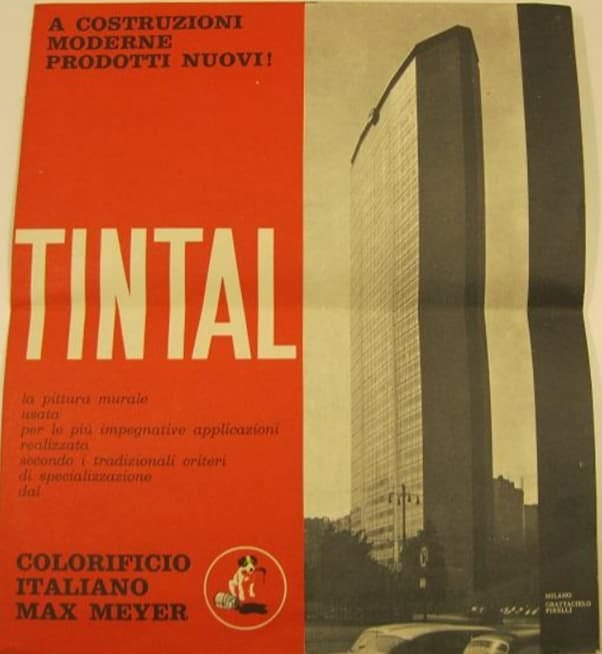 A COSTRUZIONI
MODERNE
PRODOTTI NUOVI!
TINTAL
la pittura murale
usata
per le più impegnative applicazioni
realizzata
secondo i tradizionali criteri
di specializzazione
dal
COLORIFICIO
ITALIANO
MAX MEYER
MILANO
GRATTACIELO
PIRELLI